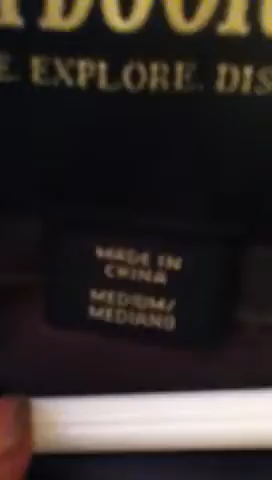 E. EXPLORE. DIS
MADE IN
CHINA
MEDIUM/
MEDIANO